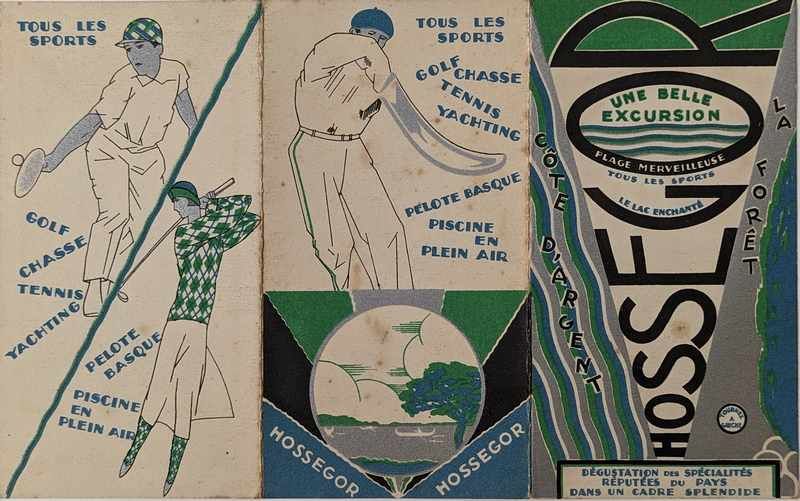 TOUS LES
SPORTS
GOLF
CHASSE
TENNIS
YACHTING
PELOTE
BASQUE
PISCINE
EN
PLEIN AIR
TOUS LES
SPORTS
GOLF
CHASSE
TENNIS
YACHTING
PELOTE BASQUE
PISCINE
EN
PLEIN AIR
HOSSEGOR
HOSSEGOR
HOSSEGOR
UNE BELLE
EXCURSION
PLAGE MERVEILLEUSE
TOUS LES SPORTS
LE LAC ENCHANTÉ
CÔTE D'ARGENT
LA FORÊT
TOURNEZ
A
GAUCHE
DÉGUSTATION DES SPÉCIALITÉS
RÉPUTÉES DU PAYS
DANS UN CADRE SPLENDIDE